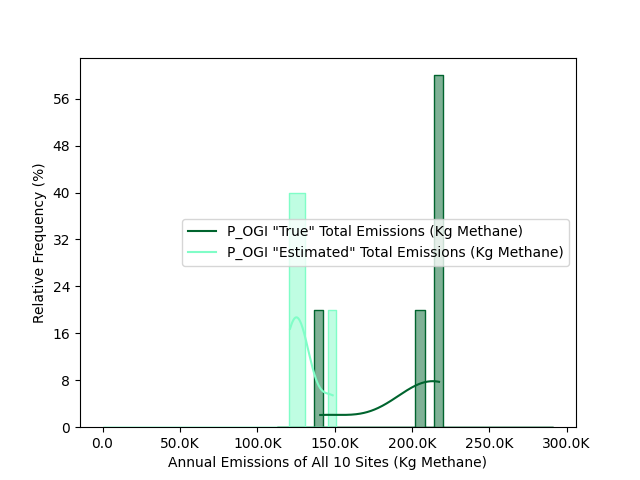 56
48
40
32
24
16
8
0
Relative Frequency (%)
P_OGI "True" Total Emissions (Kg Methane)
P_OGI "Estimated" Total Emissions (Kg Methane)
0.0 50.0K 100.0K 150.0K 200.0K 250.0K 300.0K
Annual Emissions of All 10 Sites (Kg Methane)